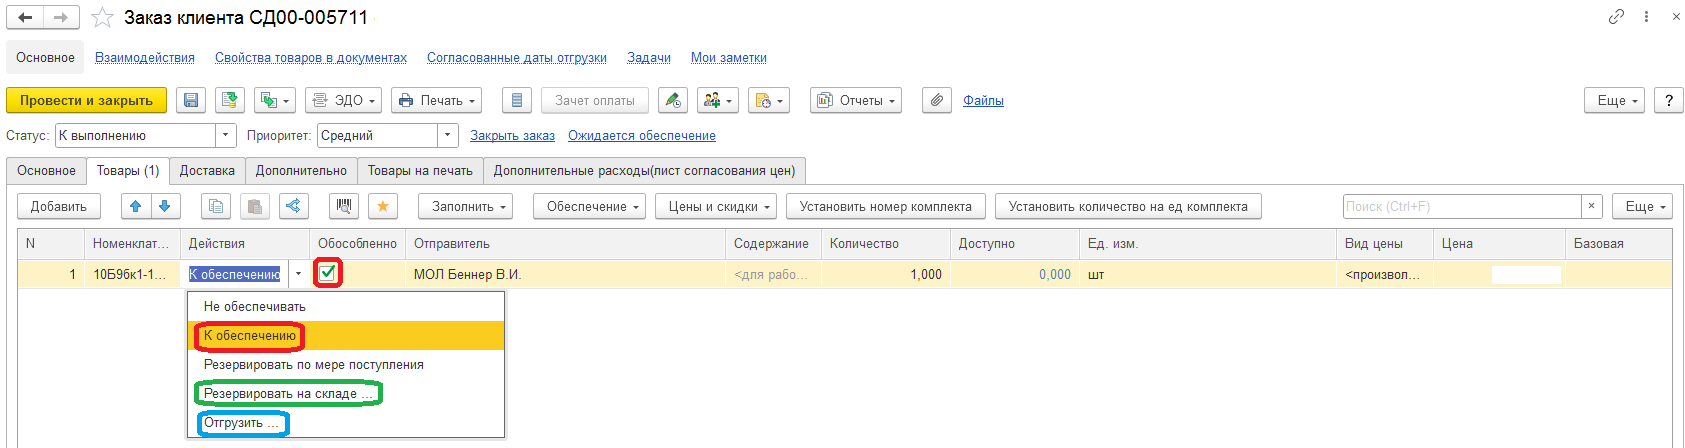 Заказ клиента СД00-005711
Основное Взаимодействия Свойства товаров в документах Согласованные даты отгрузки Задачи Мои заметки
Провести и закрыть ЭДО Печать Зачет оплаты Отчеты Файлы Еще ?
Статус: К выполнению Приоритет: Средний Закрыть заказ Ожидается обеспечение
Основное Товары (1) Доставка Дополнительно Товары на печать Дополнительные расходы(лист согласования цен)
Добавить Заполнить Обеспечение Цены и скидки Установить номер комплекта Установить количество на ед комплекта Поиск (Ctrl+F) × Еще
N Номенклат... Действия Обособленно Отправитель Содержание Количество Доступно Ед. изм. Вид цены Цена Базовая
1 10Б96к1-1... К обеспечению МОЛ Беннер В.И. <для рабо... 1,000 0,000 шт <произвол...
Не обеспечивать
К обеспечению
Резервировать по мере поступления
Резервировать на складе ...
Отгрузить ...